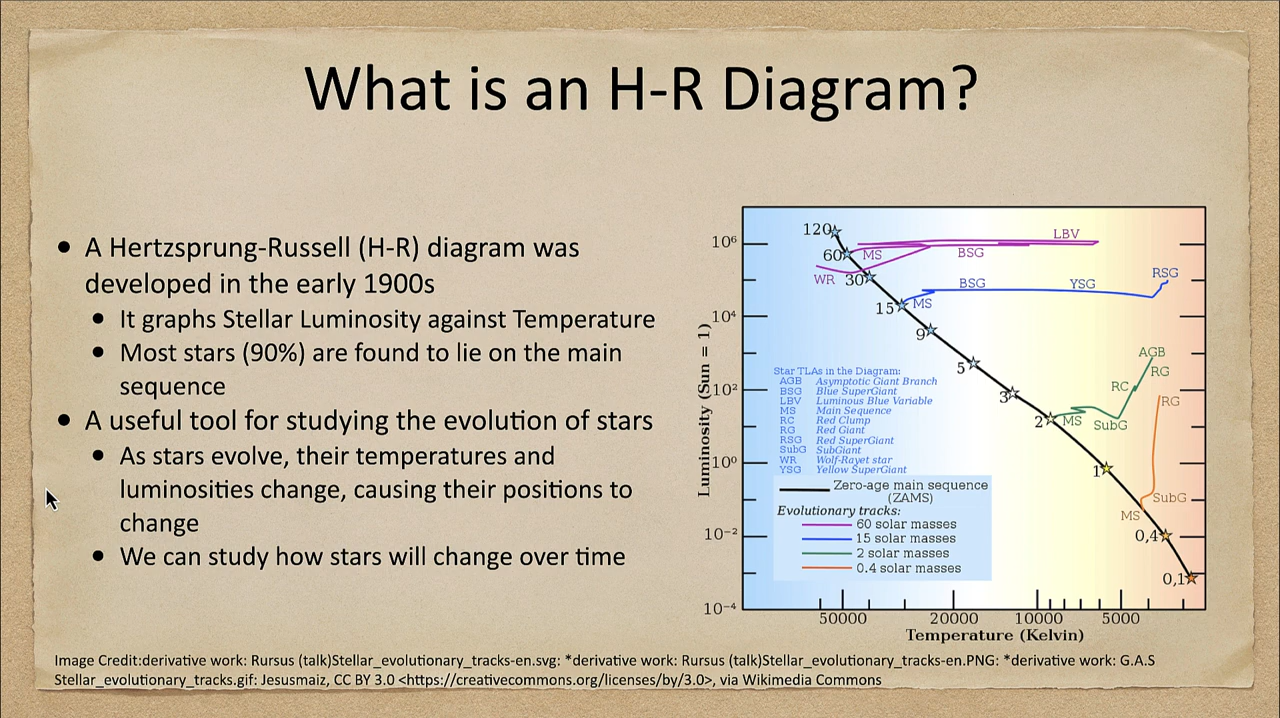 What is an H-R Diagram?
• A Hertzsprung-Russell (H-R) diagram was
developed in the early 1900s
• It graphs Stellar Luminosity against Temperature
• Most stars (90%) are found to lie on the main
sequence
• A useful tool for studying the evolution of stars
• As stars evolve, their temperatures and
luminosities change, causing their positions to
change
• We can study how stars will change over time
Luminosity (Sun = 1)
10⁶
10⁴
10²
10⁰
10⁻²
10⁻⁴
120
60
30
15
9
5
3
2
1
0,4
0,1
MS
LBV
BSG
WR
MS
BSG
YSG
RSG
AGB
RG
RC
MS
SubG
RG
SubG
MS
Star TLAs in the Diagram:
AGB Asymptotic Giant Branch
BSG Blue SuperGiant
LBV Luminous Blue Variable
MS Main Sequence
RC Red Clump
RG Red Giant
RSG Red SuperGiant
SubG SubGiant
WR Wolf-Rayet star
YSG Yellow SuperGiant
Zero-age main sequence
(ZAMS)
Evolutionary tracks:
60 solar masses
15 solar masses
2 solar masses
0.4 solar masses
50000 20000 10000 5000
Temperature (Kelvin)
Image Credit:derivative work: Rursus (talk)Stellar_evolutionary_tracks-en.svg: *derivative work: Rursus (talk)Stellar_evolutionary_tracks-en.PNG: *derivative work: G.A.S
Stellar_evolutionary_tracks.gif: Jesusmaiz, CC BY 3.0 <https://creativecommons.org/licenses/by/3.0>, via Wikimedia Commons